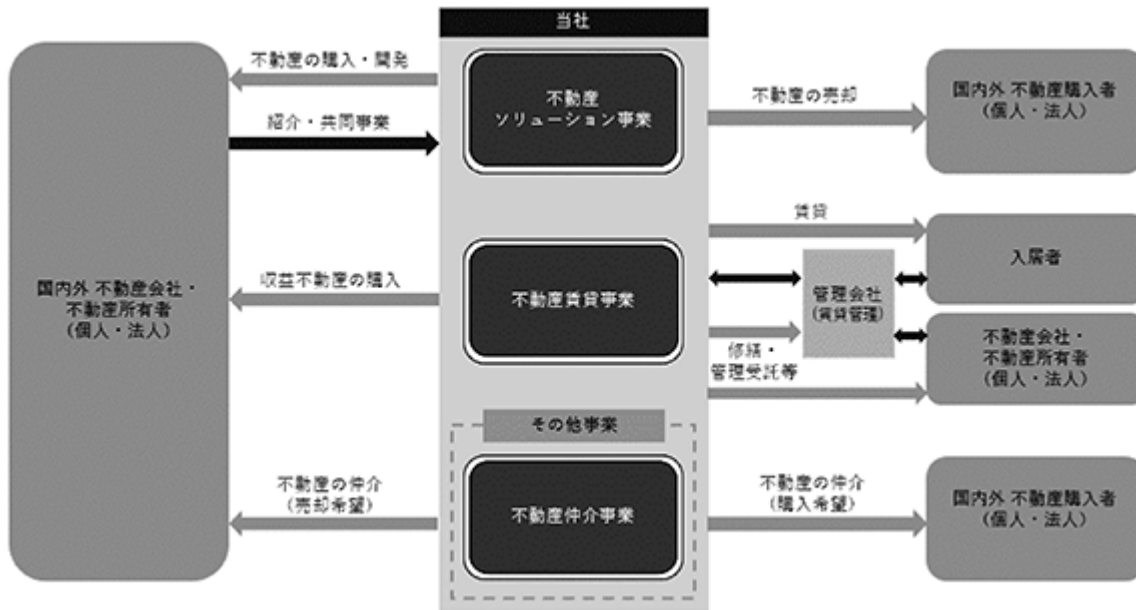 当社
不動産の購入・開発
紹介・共同事業
不動産
ソリューション事業
不動産の売却
国内外 不動産購入者
(個人・法人)
国内外 不動産会社・
不動産所有者
(個人・法人)
収益不動産の購入
不動産賃貸事業
賃貸
入居者
管理会社
(賃貸管理)
修繕・
管理受託等
不動産会社・
不動産所有者
(個人・法人)
その他事業
不動産の仲介
(売却希望)
不動産仲介事業
不動産の仲介
(購入希望)
国内外 不動産購入者
(個人・法人)